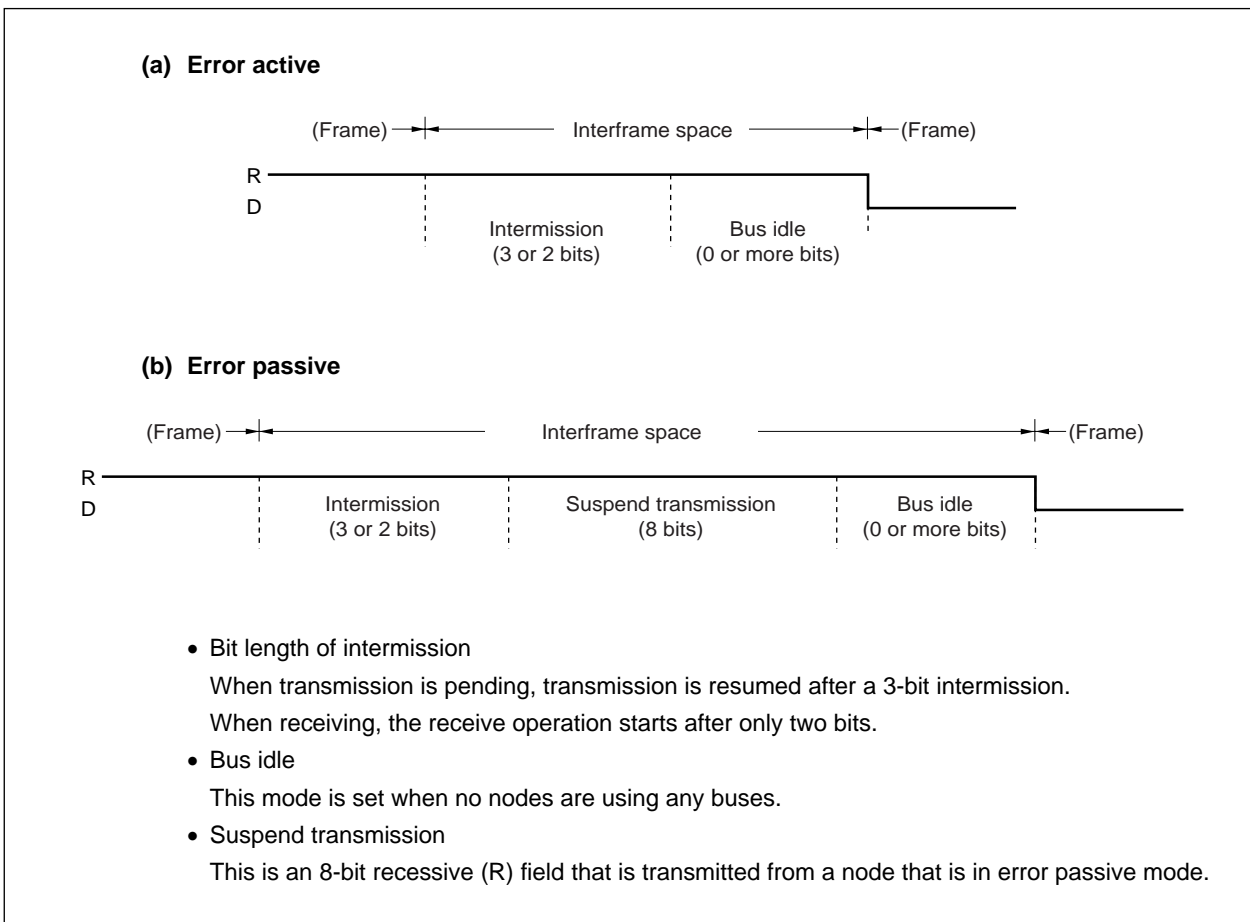 (a) Error active
(Frame) Interframe space (Frame)
R
D
Intermission
(3 or 2 bits)
Bus idle
(0 or more bits)
(b) Error passive
(Frame) Interframe space (Frame)
R
D
Intermission
(3 or 2 bits)
Suspend transmission
(8 bits)
Bus idle
(0 or more bits)
• Bit length of intermission
When transmission is pending, transmission is resumed after a 3-bit intermission.
When receiving, the receive operation starts after only two bits.
• Bus idle
This mode is set when no nodes are using any buses.
• Suspend transmission
This is an 8-bit recessive (R) field that is transmitted from a node that is in error passive mode.